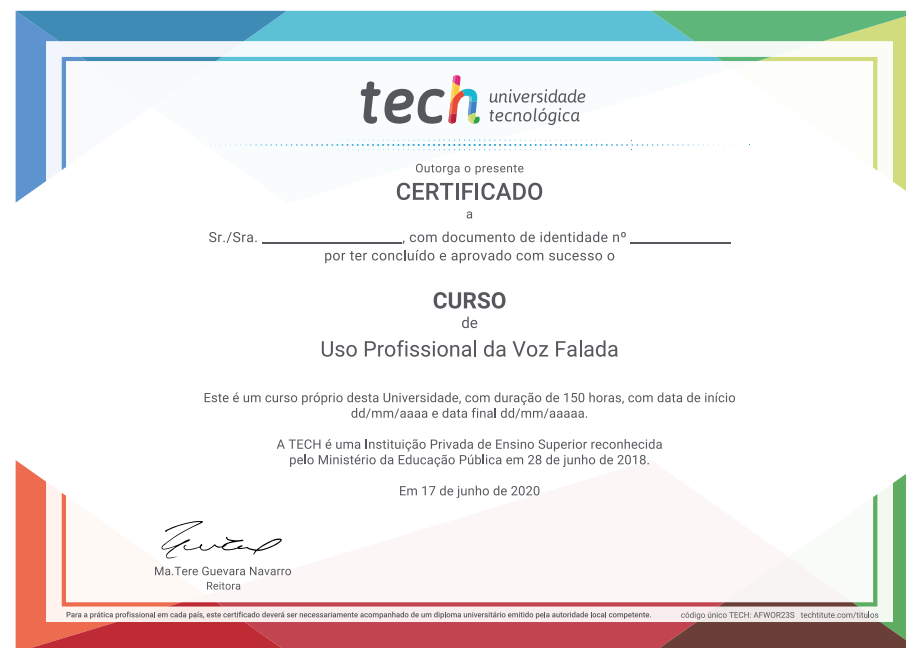 tech universidade
tecnológica
Outorga o presente
CERTIFICADO
a
Sr./Sra. ____________, com documento de identidade nº ____________
por ter concluído e aprovado com sucesso o
CURSO
de
Uso Profissional da Voz Falada
Este é um curso próprio desta Universidade, com duração de 150 horas, com data de início
dd/mm/aaaa e data final dd/mm/aaaaa.
A TECH é uma Instituição Privada de Ensino Superior reconhecida
pelo Ministério da Educação Pública em 28 de junho de 2018.
Em 17 de junho de 2020
Ma.Tere Guevara Navarro
Reitora
Para a prática profissional em cada país, este certificado deverá ser necessariamente acompanhado de um diploma universitário emitido pela autoridade local competente. código único TECH: AFWOR23S techtitute.com/titulos